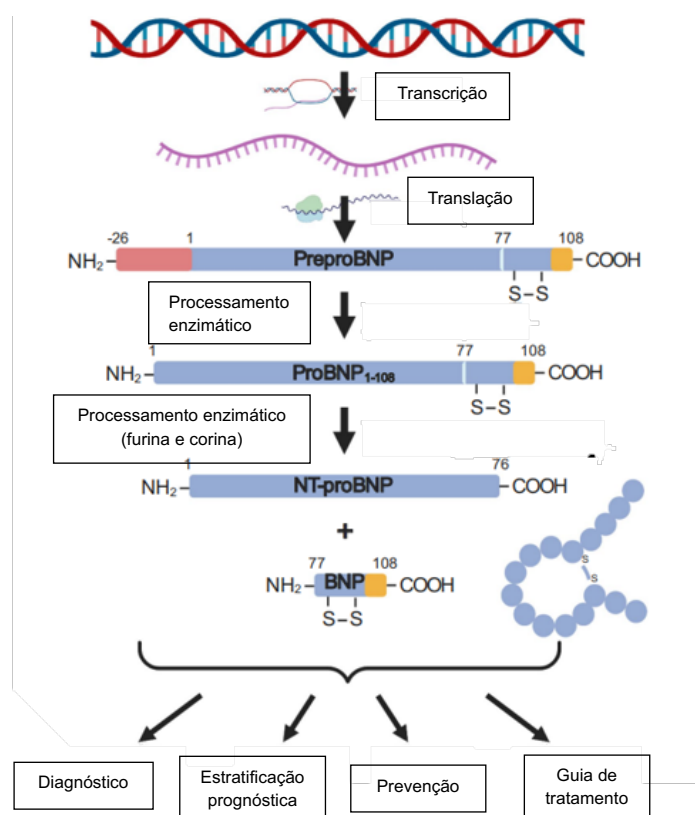 Transcrição
Translação
-26 1 77 108
NH₂ PreproBNP COOH
S–S
Processamento
enzimático
1 77 108
NH₂ ProBNP₁₋₁₀₈ COOH
S–S
Processamento enzimático
(furina e corina)
1 76
NH₂ NT-proBNP COOH
+
77 108
NH₂ BNP COOH
S–S
S
S
Diagnóstico
Estratificação
prognóstica
Prevenção
Guia de
tratamento